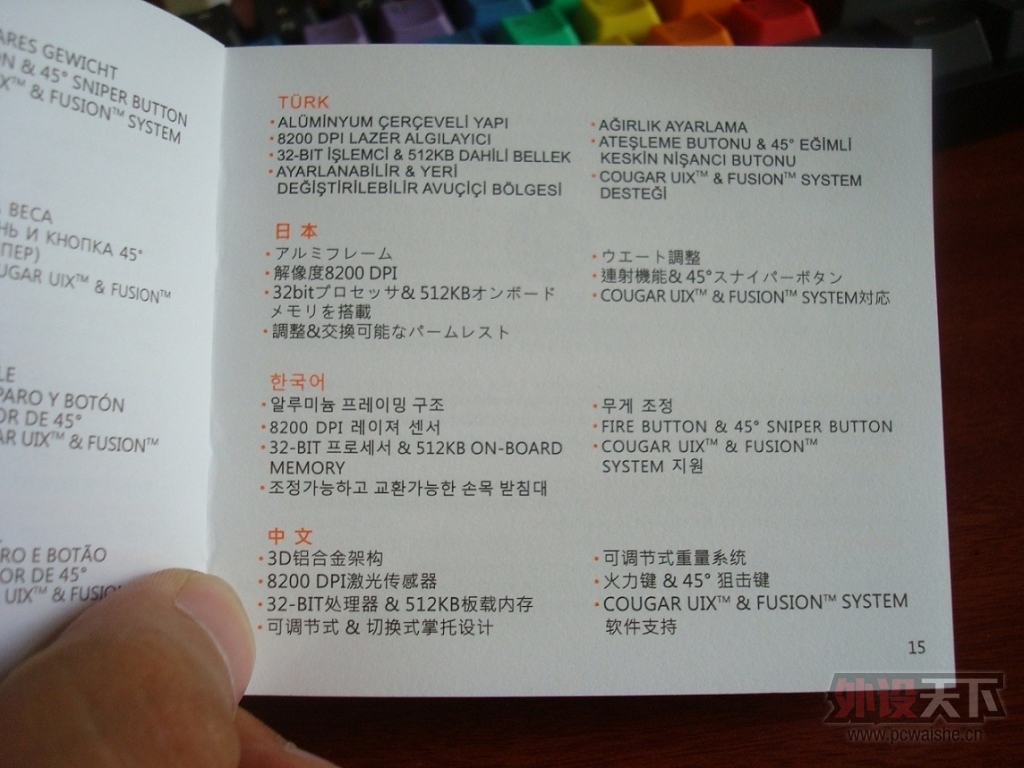 ARES GEWICHT
N & 45° SNIPER BUTTON
X™ & FUSION™ SYSTEM
ВЕСА
НЬ И КНОПКА 45°
ПЕР)
UGAR UIX™ & FUSION™
LE
PARO Y BOTÓN
OR DE 45°
AR UIX™ & FUSION™
RO E BOTÃO
OR DE 45°
UIX™ & FUSION
TÜRK
• ALÜMİNYUM ÇERÇEVELİ YAPI
• 8200 DPI LAZER ALGILAYICI
• 32-BIT İŞLEMCİ & 512KB DAHİLİ BELLEK
• AYARLANABİLİR & YERİ
DEĞİŞTİRİLEBİLİR AVUÇİÇİ BÖLGESİ
• AĞIRLIK AYARLAMA
• ATEŞLEME BUTONU & 45° EĞİMLİ
KESKİN NİŞANCI BUTONU
• COUGAR UIX™ & FUSION™ SYSTEM
DESTEĞİ
日本
• アルミフレーム
• 解像度8200 DPI
• 32bitプロセッサ& 512KBオンボード
メモリを搭載
• 調整&交換可能なパームレスト
• ウエート調整
• 連射機能& 45°スナイパーボタン
• COUGAR UIX™ & FUSION™ SYSTEM対応
한국어
• 알루미늄 프레이밍 구조
• 8200 DPI 레이져 센서
• 32-BIT 프로세서 & 512KB ON-BOARD
MEMORY
• 조정가능하고 교환가능한 손목 받침대
• 무게 조정
• FIRE BUTTON & 45° SNIPER BUTTON
• COUGAR UIX™ & FUSION™
SYSTEM 지원
中文
• 3D铝合金架构
• 8200 DPI激光传感器
• 32-BIT处理器 & 512KB板载内存
• 可调节式 & 切换式掌托设计
• 可调节式重量系统
• 火力键 & 45° 狙击键
• COUGAR UIX™ & FUSION™ SYSTEM
软件支持
15
外设天下
www.pcwaishe.cn